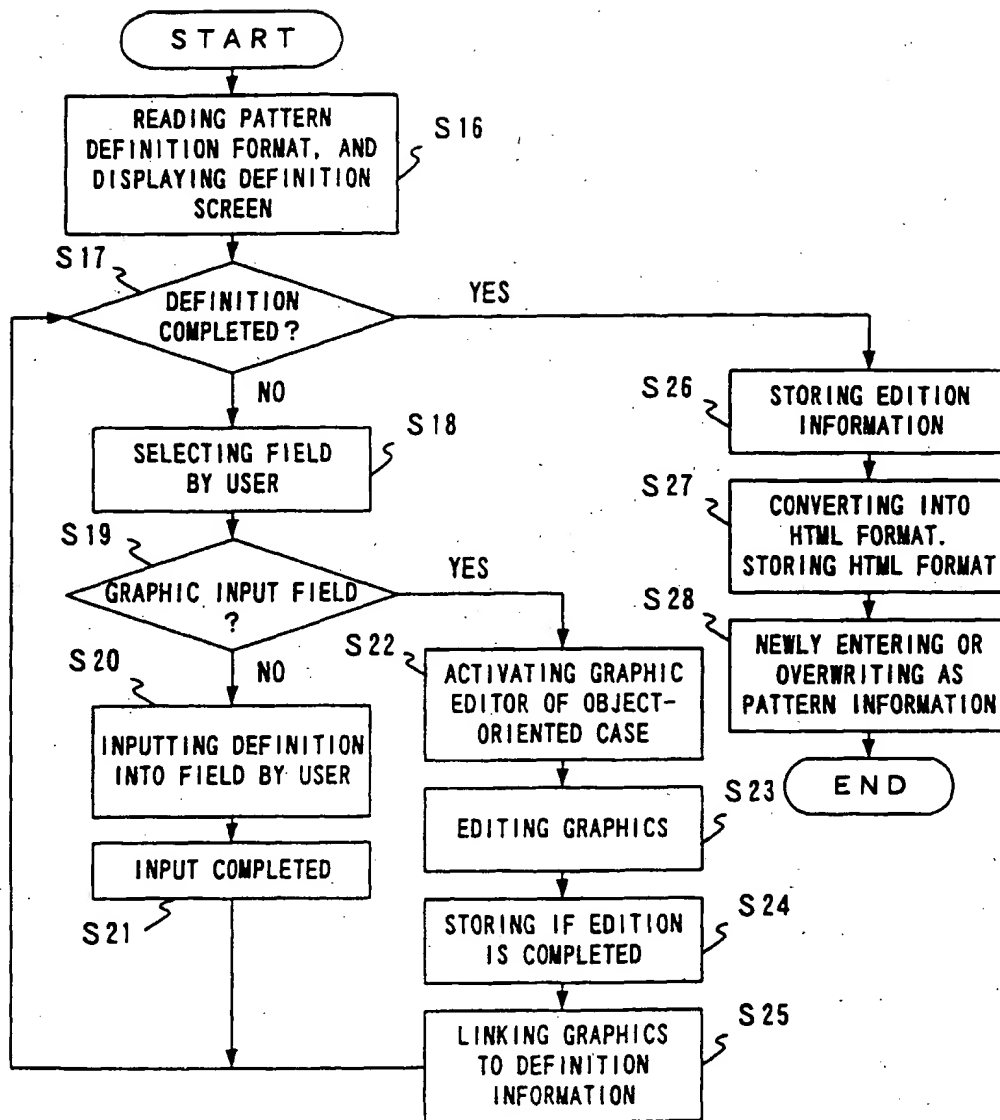 START
READING PATTERN
DEFINITION FORMAT, AND
DISPLAYING DEFINITION
SCREEN
S16
S17
DEFINITION
COMPLETED?
YES
NO
SELECTING FIELD
BY USER
S18
S19
GRAPHIC INPUT FIELD
?
YES
NO
S20
INPUTTING DEFINITION
INTO FIELD BY USER
INPUT COMPLETED
S21
S22
ACTIVATING GRAPHIC
EDITOR OF OBJECT-
ORIENTED CASE
S23
EDITING GRAPHICS
S24
STORING IF EDITION
IS COMPLETED
S25
LINKING GRAPHICS
TO DEFINITION
INFORMATION
S26
STORING EDITION
INFORMATION
S27
CONVERTING INTO
HTML FORMAT.
STORING HTML FORMAT
S28
NEWLY ENTERING OR
OVERWRITING AS
PATTERN INFORMATION
END